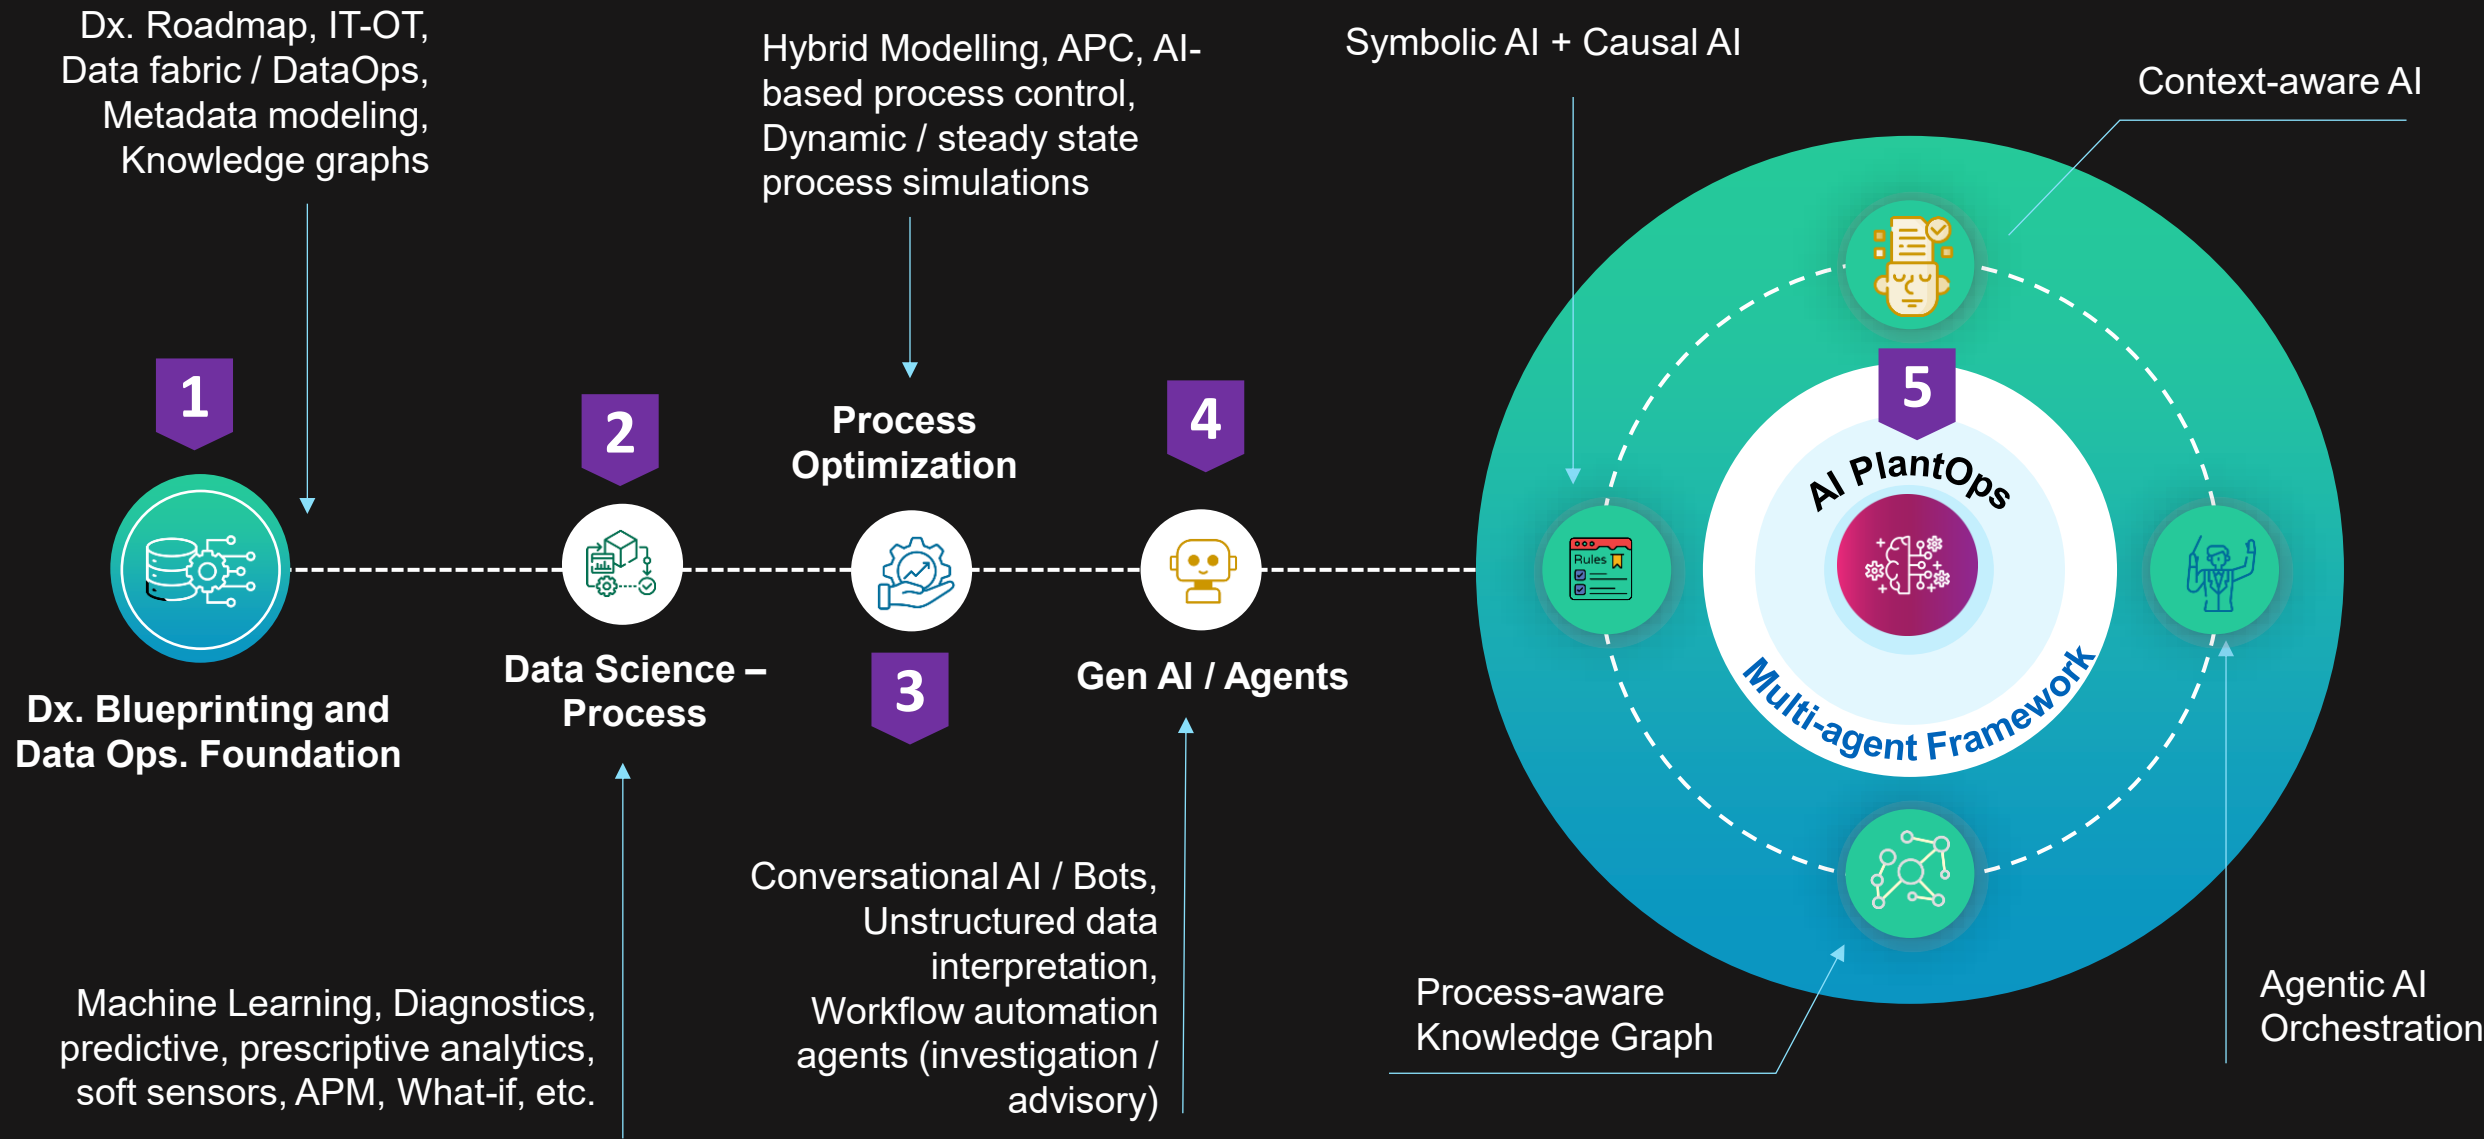 Dx. Roadmap, IT-OT,
Data fabric / DataOps,
Metadata modeling,
Knowledge graphs
Hybrid Modelling, APC, AI-
based process control,
Dynamic / steady state
process simulations
Symbolic AI + Causal AI
Context-aware AI
1
2
Process
Optimization
4
5
AI PlantOps
Rules
Multi-agent Framework
Data Science –
Process
3
Gen AI / Agents
Dx. Blueprinting and
Data Ops. Foundation
Machine Learning, Diagnostics,
predictive, prescriptive analytics,
soft sensors, APM, What-if, etc.
Conversational AI / Bots,
Unstructured data
interpretation,
Workflow automation
agents (investigation /
advisory)
Process-aware
Knowledge Graph
Agentic AI
Orchestration